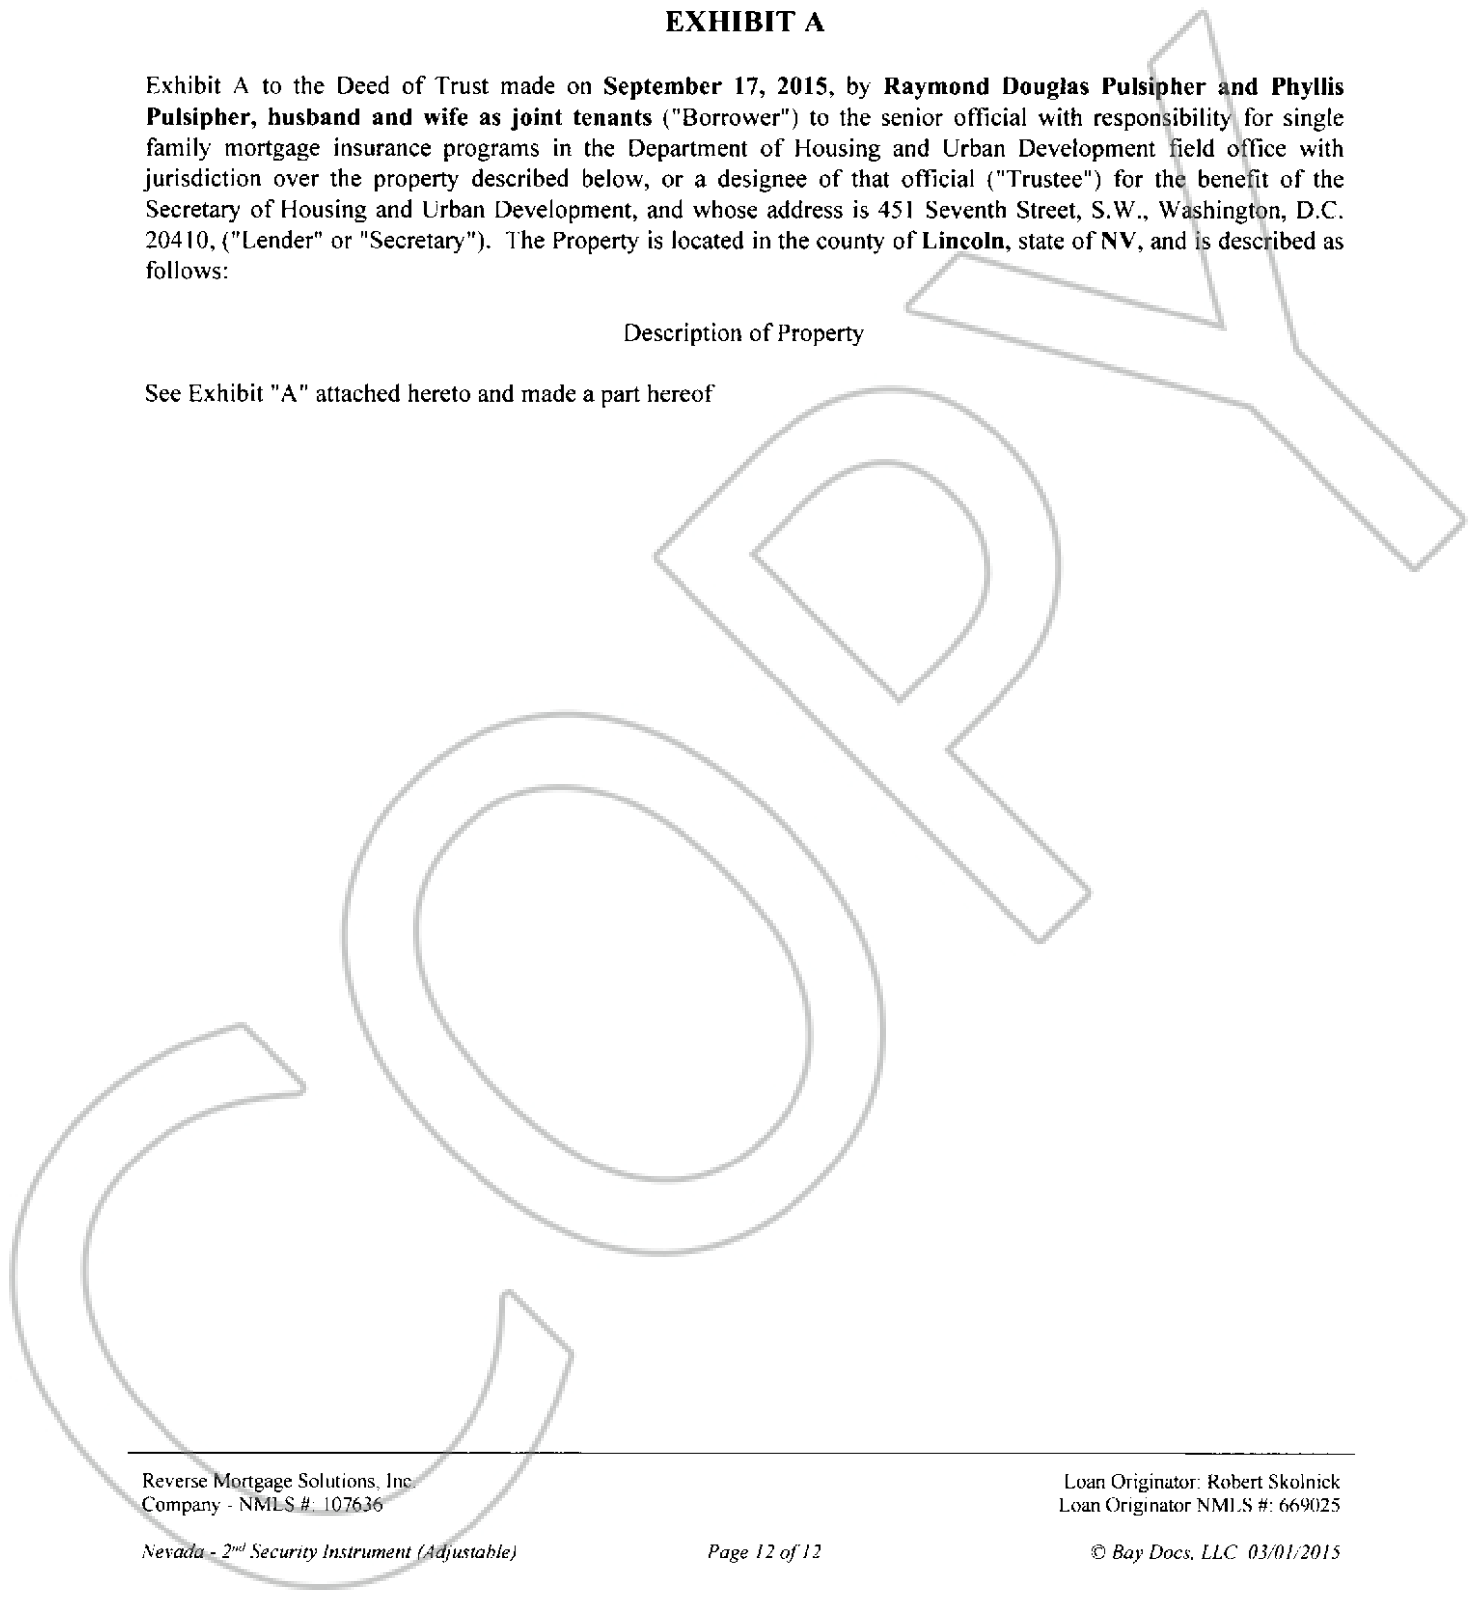 EXHIBIT A
Exhibit A to the Deed of Trust made on September 17, 2015, by Raymond Douglas Pulsipher and Phyllis
Pulsipher, husband and wife as joint tenants ("Borrower") to the senior official with responsibility for single
family mortgage insurance programs in the Department of Housing and Urban Development field office with
jurisdiction over the property described below, or a designee of that official ("Trustee") for the benefit of the
Secretary of Housing and Urban Development, and whose address is 451 Seventh Street, S.W., Washington, D.C.
20410, ("Lender" or "Secretary"). The Property is located in the county of Lincoln, state of NV, and is described as
follows:
Description of Property
See Exhibit "A" attached hereto and made a part hereof
COPY
Reverse Mortgage Solutions, Inc.
Company - NMLS #: 107636
Loan Originator: Robert Skolnick
Loan Originator NMLS #: 669025
Nevada - 2nd Security Instrument (Adjustable)
Page 12 of 12
© Bay Docs, LLC 03/01/2015